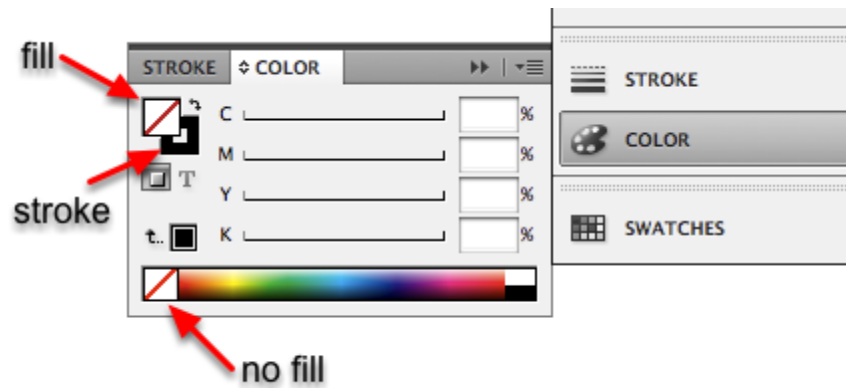 fill
STROKE COLOR
C %
M %
T
Y %
t..
K %
stroke
no fill
STROKE
COLOR
SWATCHES